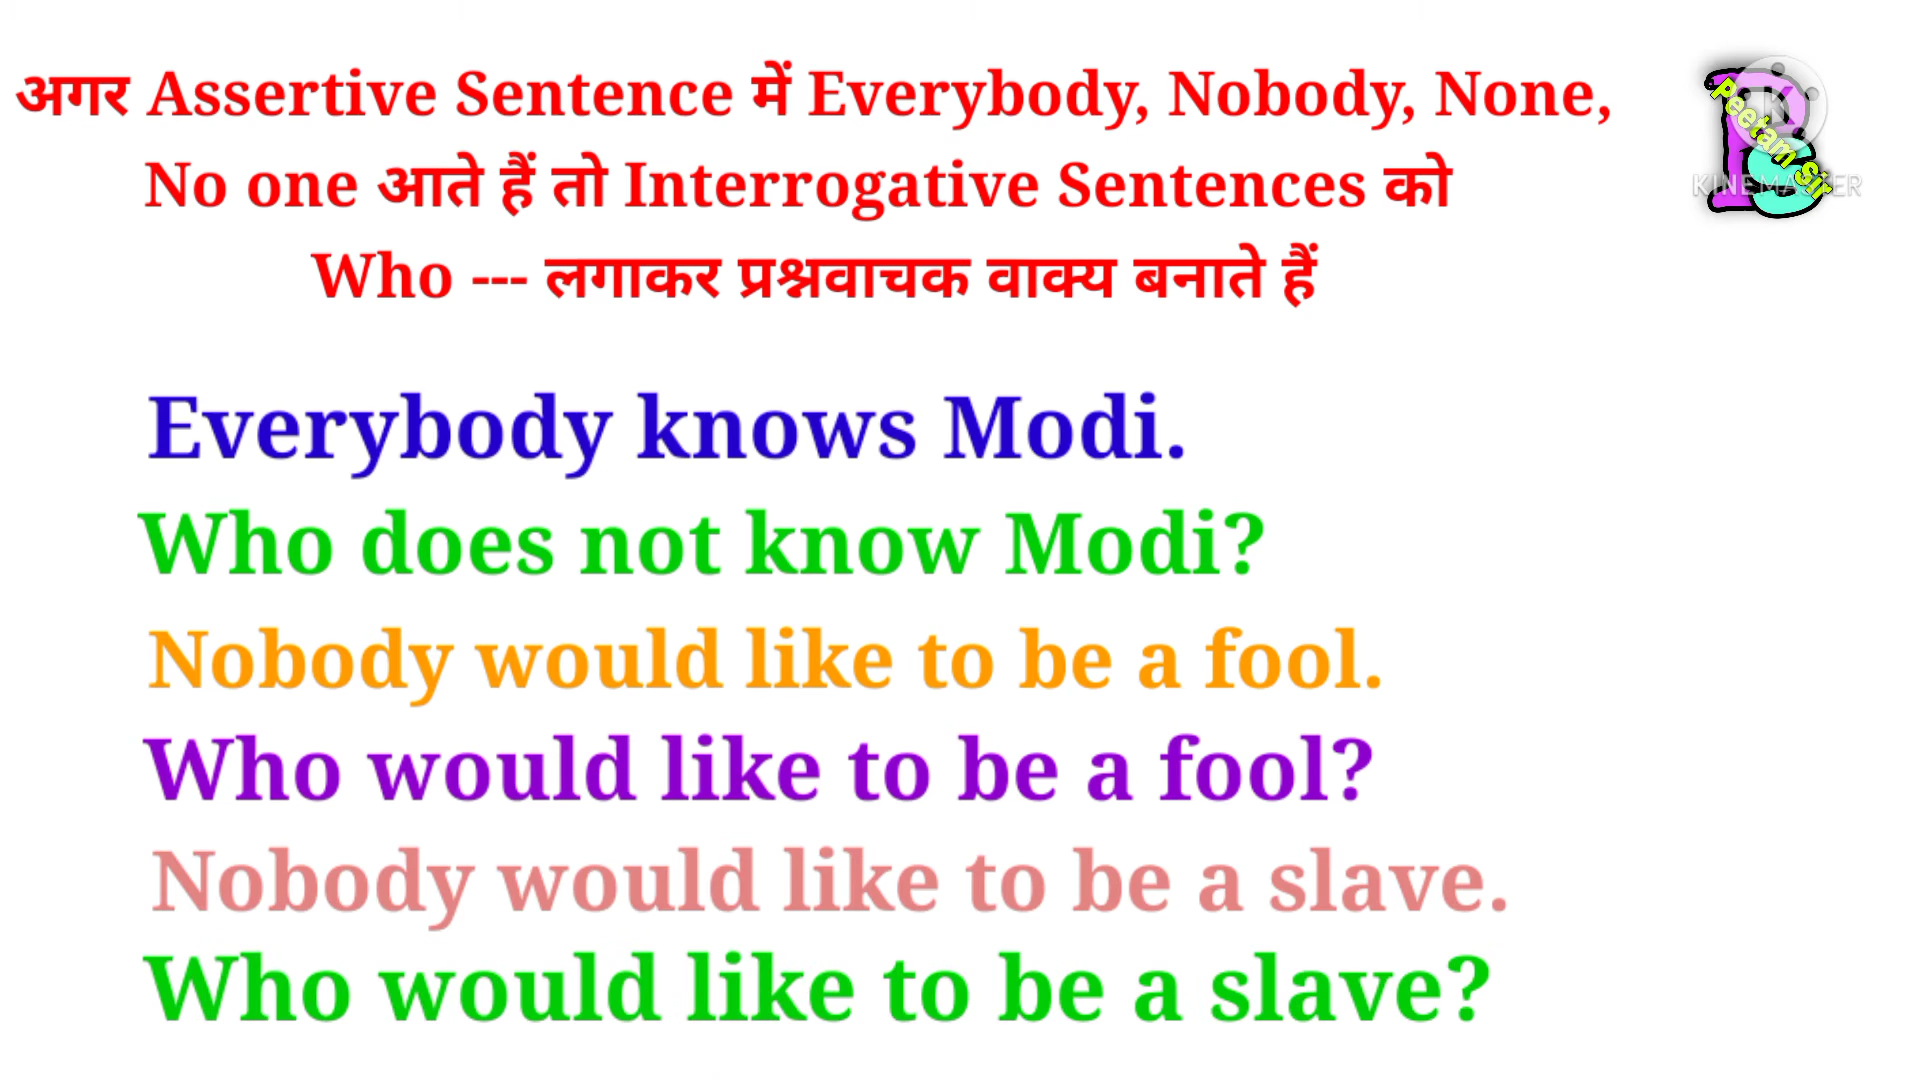 अगर Assertive Sentence में Everybody, Nobody, None,
No one आते हैं तो Interrogative Sentences को
Who --- लगाकर प्रश्नवाचक वाक्य बनाते हैं
Peetam Sir
KINEMASTER
Everybody knows Modi.
Who does not know Modi?
Nobody would like to be a fool.
Who would like to be a fool?
Nobody would like to be a slave.
Who would like to be a slave?